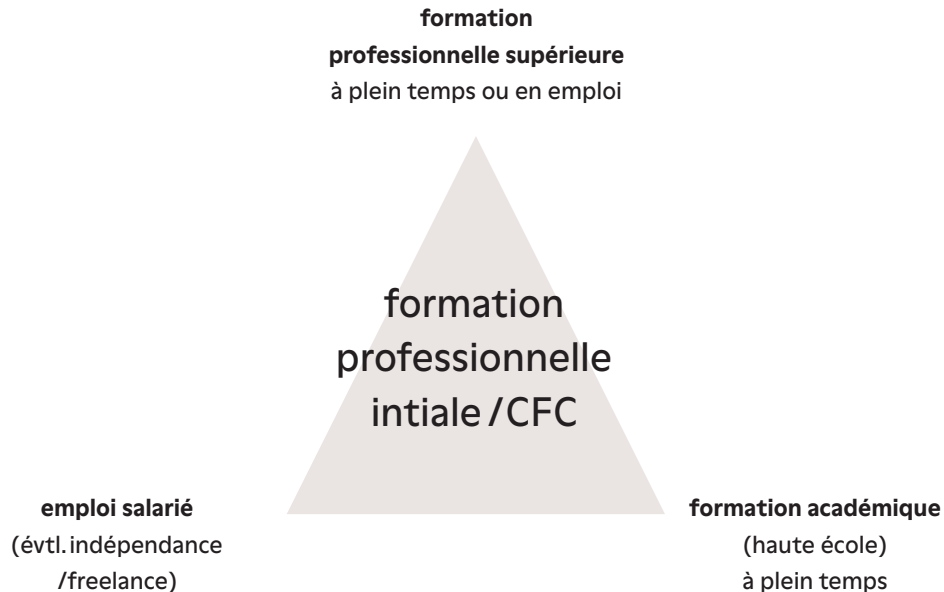 formation
professionnelle supérieure
à plein temps ou en emploi
formation
professionnelle
intiale / CFC
emploi salarié
(évtl. indépendance
/freelance)
formation académique
(haute école)
à plein temps